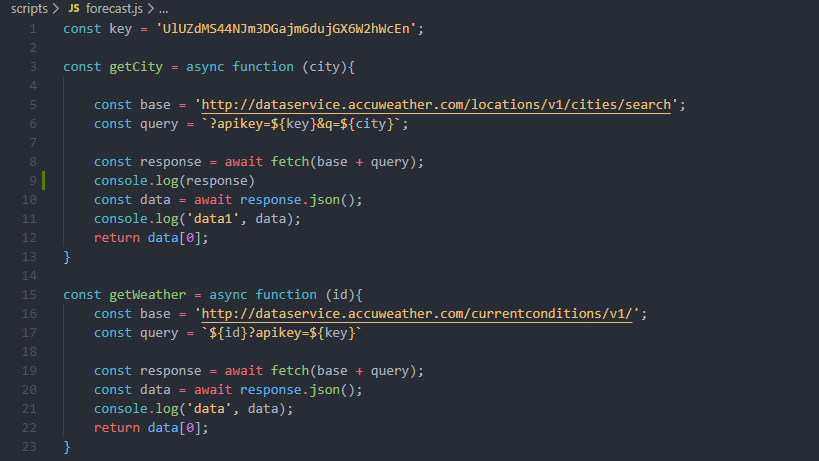 scripts > JS forecast.js > ...
1 const key = 'UlUZdMS44NJm3DGajm6dujGX6W2hWcEn';
2
3 const getCity = async function (city){
4
5 const base = 'http://dataservice.accuweather.com/locations/v1/cities/search';
6 const query = `?apikey=${key}&q=${city}`;
7
8 const response = await fetch(base + query);
9 console.log(response)
10 const data = await response.json();
11 console.log('data1', data);
12 return data[0];
13 }
14
15 const getWeather = async function (id){
16 const base = 'http://dataservice.accuweather.com/currentconditions/v1/';
17 const query = `${id}?apikey=${key}`
18
19 const response = await fetch(base + query);
20 const data = await response.json();
21 console.log('data', data);
22 return data[0];
23 }